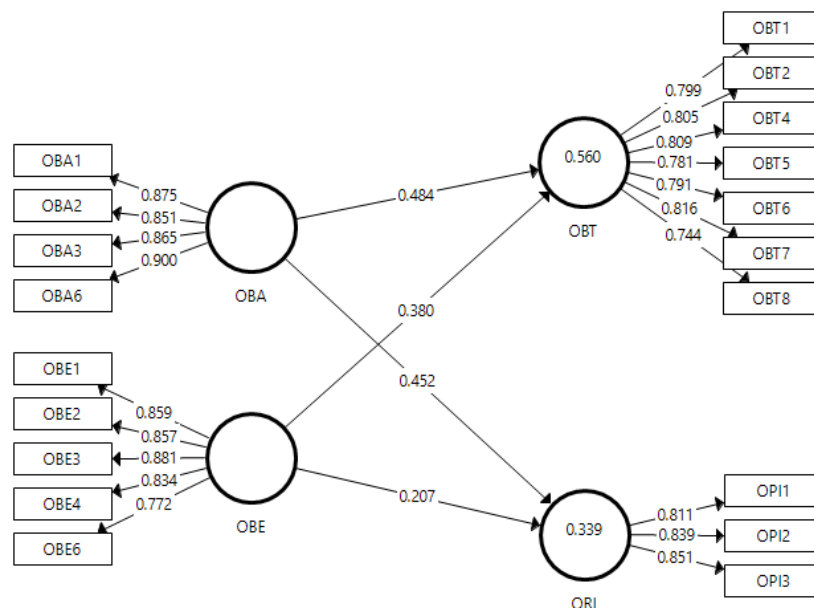 OBA1
OBA2
OBA3
OBA6
0.875
0.851
0.865
0.900
OBA
OBE1
OBE2
OBE3
OBE4
OBE6
0.859
0.857
0.881
0.834
0.772
OBE
0.484
0.380
0.452
0.207
0.560
OBT
0.799
0.805
0.809
0.781
0.791
0.816
0.744
OBT1
OBT2
OBT4
OBT5
OBT6
OBT7
OBT8
0.339
0.811
0.839
0.851
OPI1
OPI2
OPI3